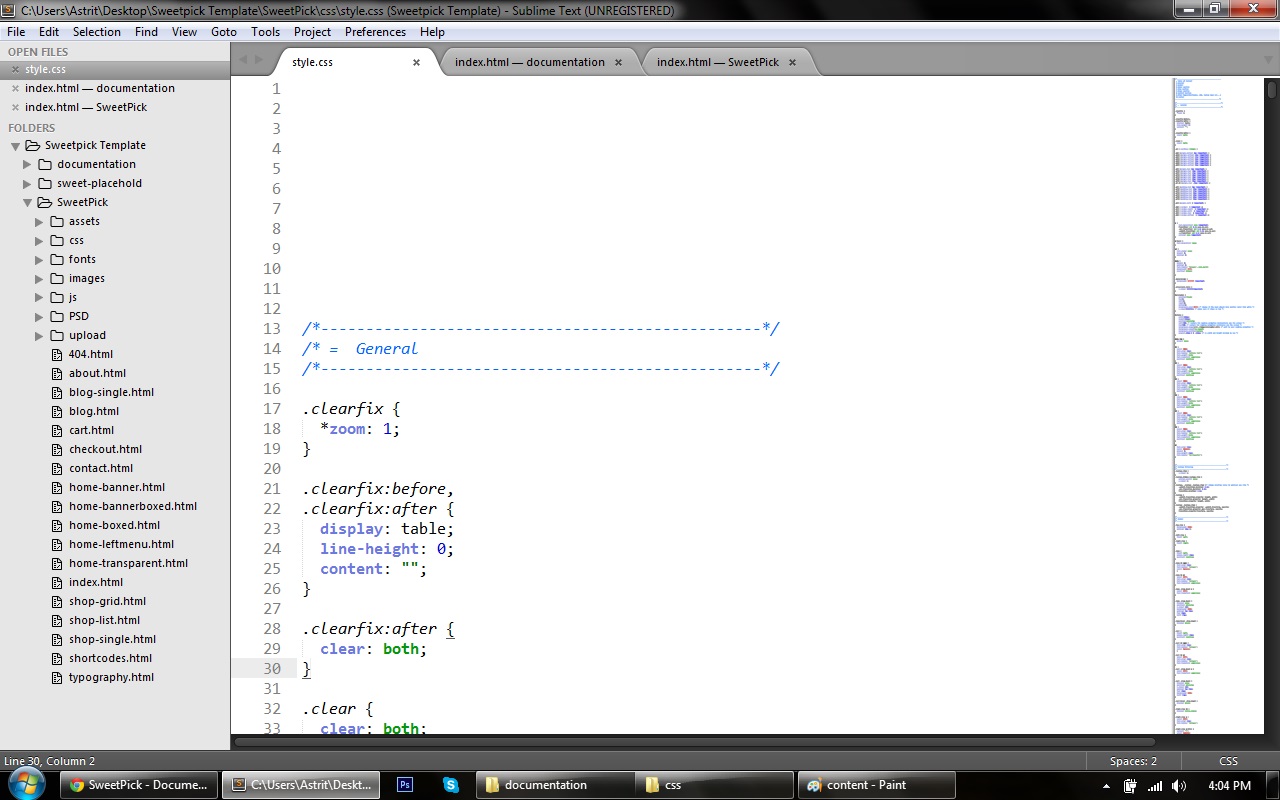 C:\Users\Astrit\Desktop\Sweetpick Template\SweetPick\css\style.css (Sweetpick Template) - Sublime Text (UNREGISTERED)
File Edit Selection Find View Goto Tools Project Preferences Help
OPEN FILES
style.css
index.html — documentation
index.html — SweetPick
FOLDERS
Sweetpick Template
documentation
sweet-placehold
SweetPick
assets
css
fonts
images
js
PSD
upload
404.html
about.html
blog-single.html
blog.html
cart.html
checkout.html
contact.html
home-banner.html
home-bannerboxed.html
home-boxed.html
home-leftmenu.html
home-transparent.html
index.html
shop-grid.html
shop-list.html
shop-single.html
shortcodes.html
typography.html
style.css index.html — documentation index.html — SweetPick
1
2
3
4
5
6
7
8
9
10
11
12
13 /*-------------------------------------------------*/
14 /* =  General
15 /*-------------------------------------------------*/
16
17 .clearfix {
18   *zoom: 1;
19 }
20
21 .clearfix:before,
22 .clearfix:after {
23   display: table;
24   line-height: 0;
25   content: "";
26 }
27
28 .clearfix:after {
29   clear: both;
30 }
31
32 .clear {
33   clear: both;
Line 30, Column 2 Spaces: 2 CSS
SweetPick - Docume... C:\Users\Astrit\Deskt... Ps documentation css content - Paint 4:04 PM